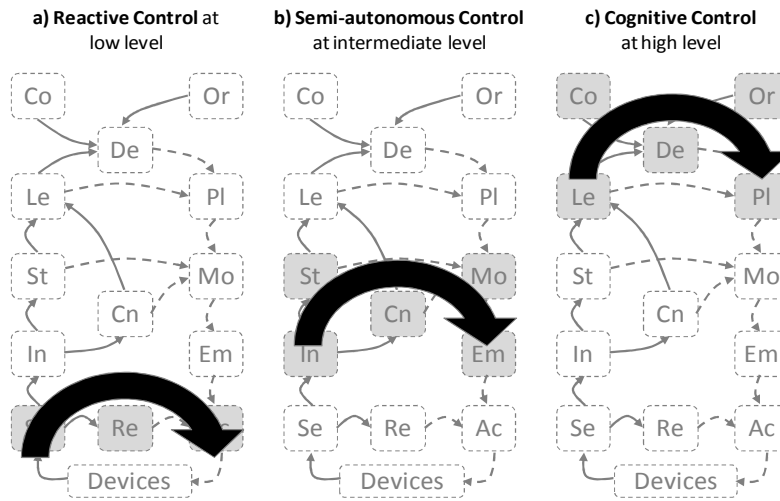 a) Reactive Control at
low level
b) Semi-autonomous Control
at intermediate level
c) Cognitive Control
at high level
Co
Or
De
Le
Pl
St
Mo
Cn
In
Em
Re
Devices
Co
Or
De
Le
Pl
St
Mo
Cn
In
Em
Se
Re
Ac
Devices
Co
Or
De
Le
Pl
St
Mo
Cn
In
Em
Se
Re
Ac
Devices